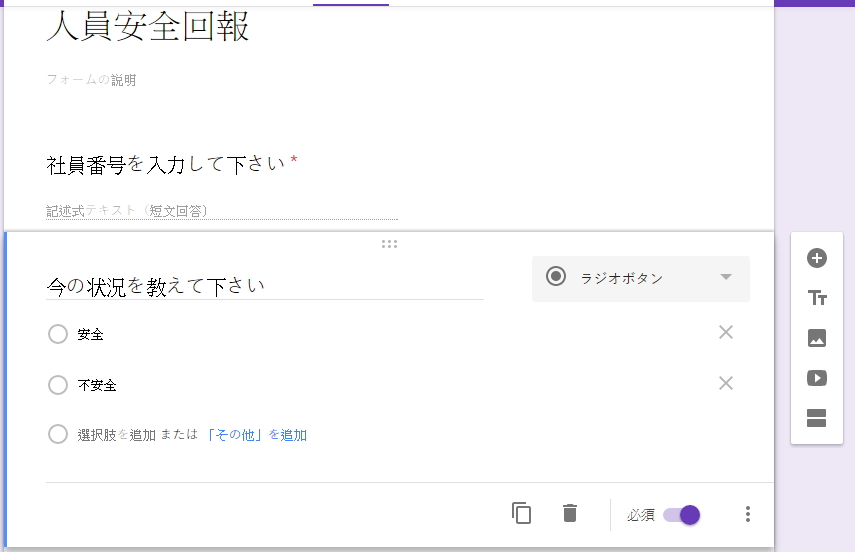 人員安全回報
フォームの説明
社員番号を入力して下さい *
記述式テキスト（短文回答）
今の状況を教えて下さい
ラジオボタン
安全
不安全
選択肢を追加 または 「その他」を追加
必須